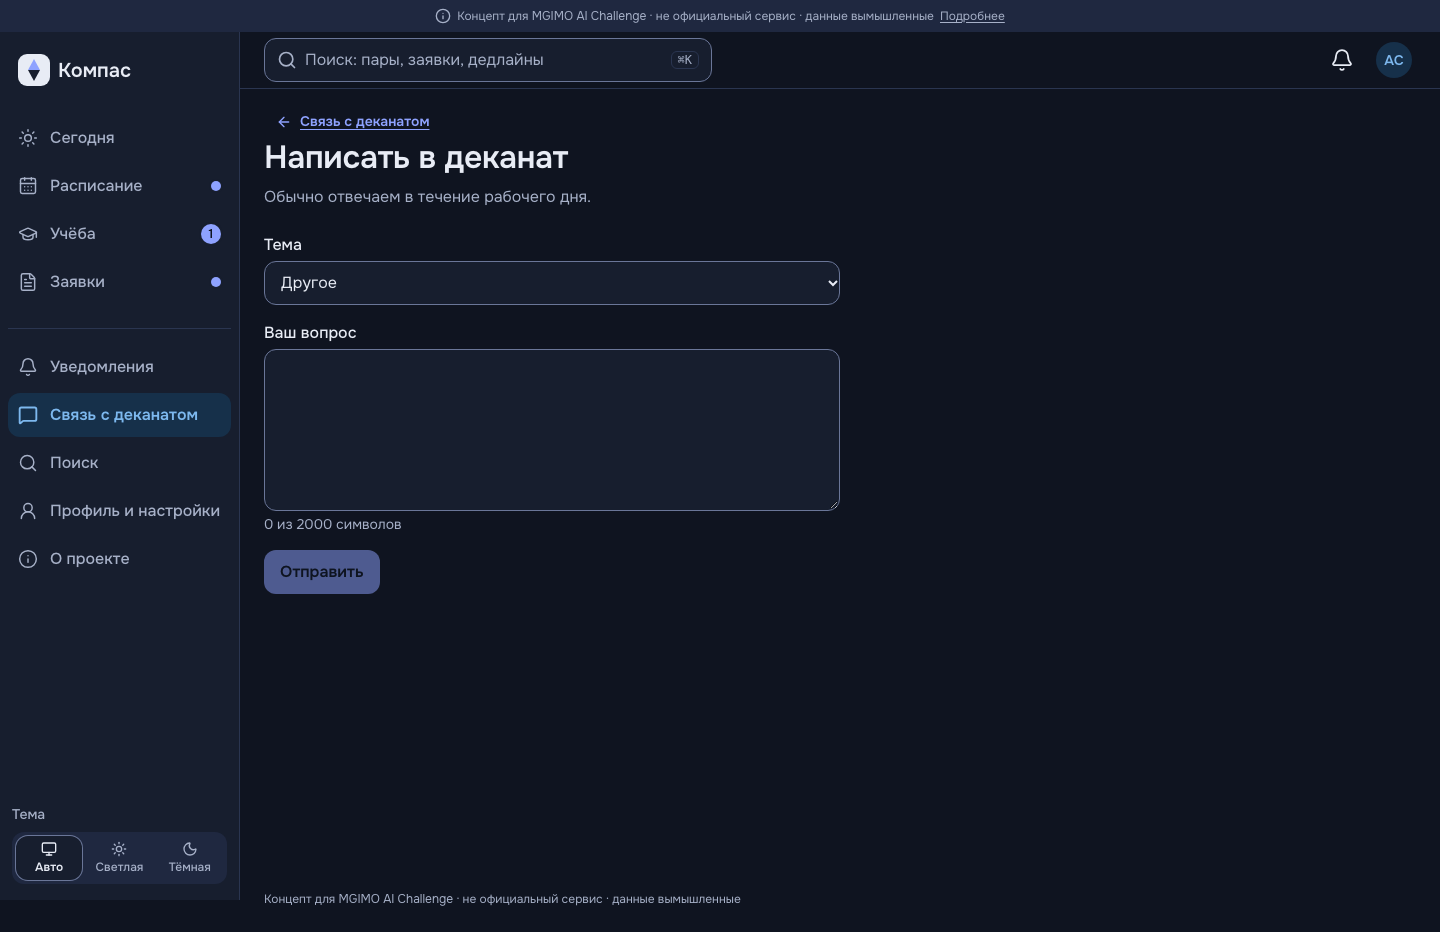 Концепт для MGIMO AI Challenge · не официальный сервис · данные вымышленные Подробнее
Компас
Поиск: пары, заявки, дедлайны
⌘K
АС
Сегодня
Расписание
Учёба
1
Заявки
Уведомления
Связь с деканатом
Поиск
Профиль и настройки
О проекте
Тема
Авто
Светлая
Тёмная
Связь с деканатом
Написать в деканат
Обычно отвечаем в течение рабочего дня.
Тема
Другое
Ваш вопрос
0 из 2000 символов
Отправить
Концепт для MGIMO AI Challenge · не официальный сервис · данные вымышленные